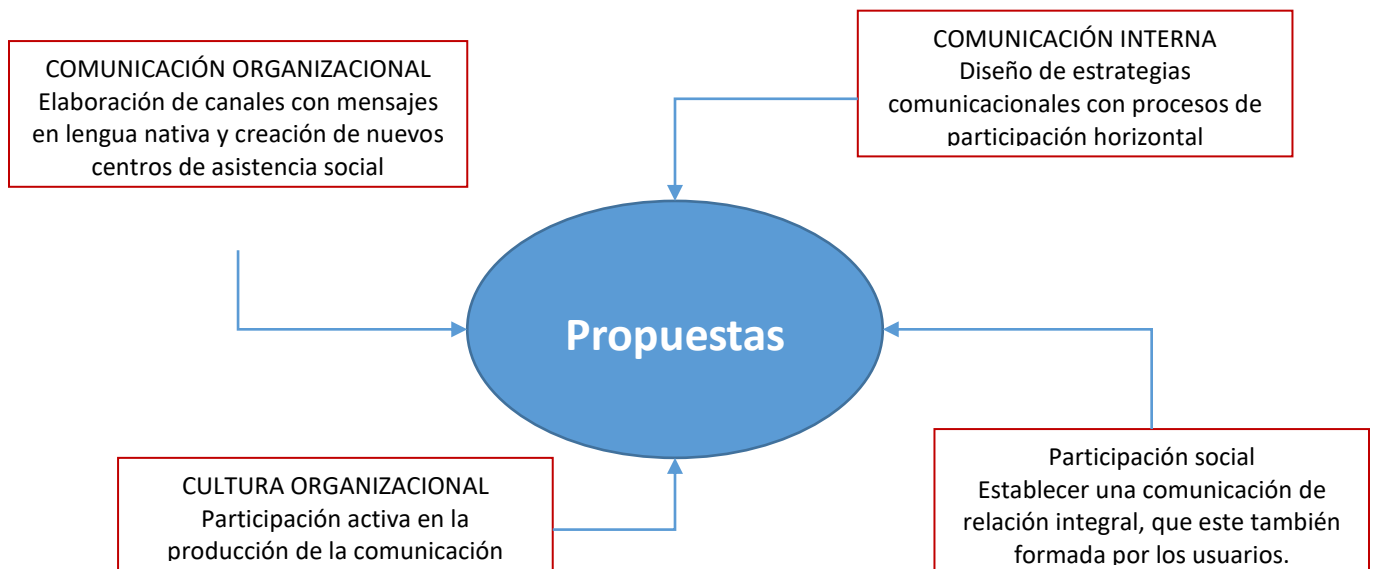 COMUNICACIÓN ORGANIZACIONAL
Elaboración de canales con mensajes
en lengua nativa y creación de nuevos
centros de asistencia social
COMUNICACIÓN INTERNA
Diseño de estrategias
comunicacionales con procesos de
participación horizontal
Propuestas
CULTURA ORGANIZACIONAL
Participación activa en la
producción de la comunicación
Participación social
Establecer una comunicación de
relación integral, que este también
formada por los usuarios.